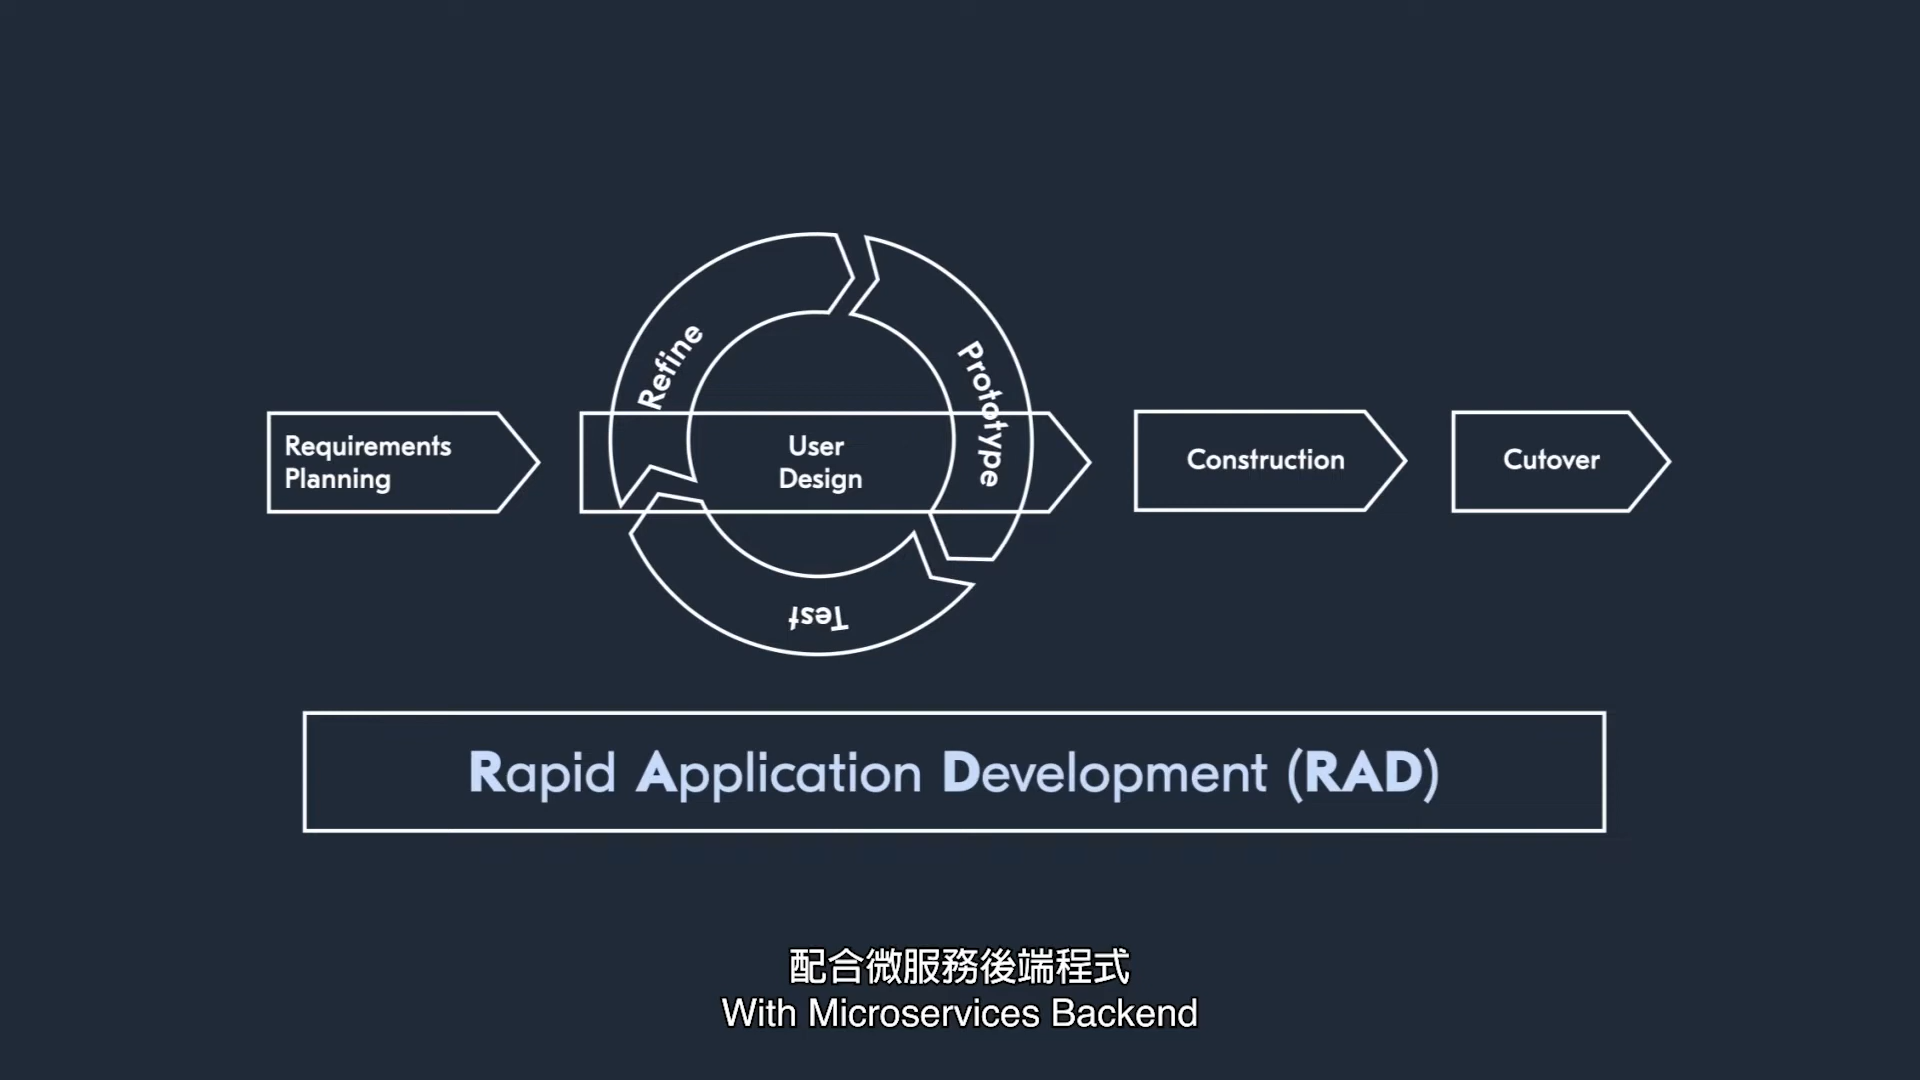 Refine
Prototype
Requirements
Planning
User
Design
Construction
Cutover
Test
Rapid Application Development (RAD)
配合微服務後端程式
With Microservices Backend